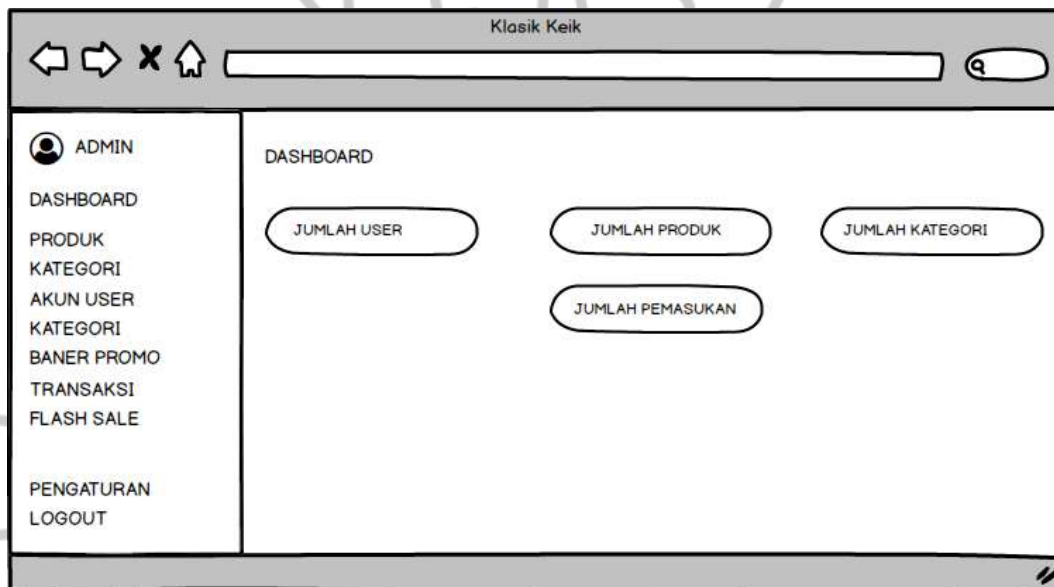 Klasik Keik
ADMIN
DASHBOARD
PRODUK
KATEGORI
AKUN USER
KATEGORI
BANER PROMO
TRANSAKSI
FLASH SALE
PENGATURAN
LOGOUT
DASHBOARD
JUMLAH USER
JUMLAH PRODUK
JUMLAH KATEGORI
JUMLAH PEMASUKAN